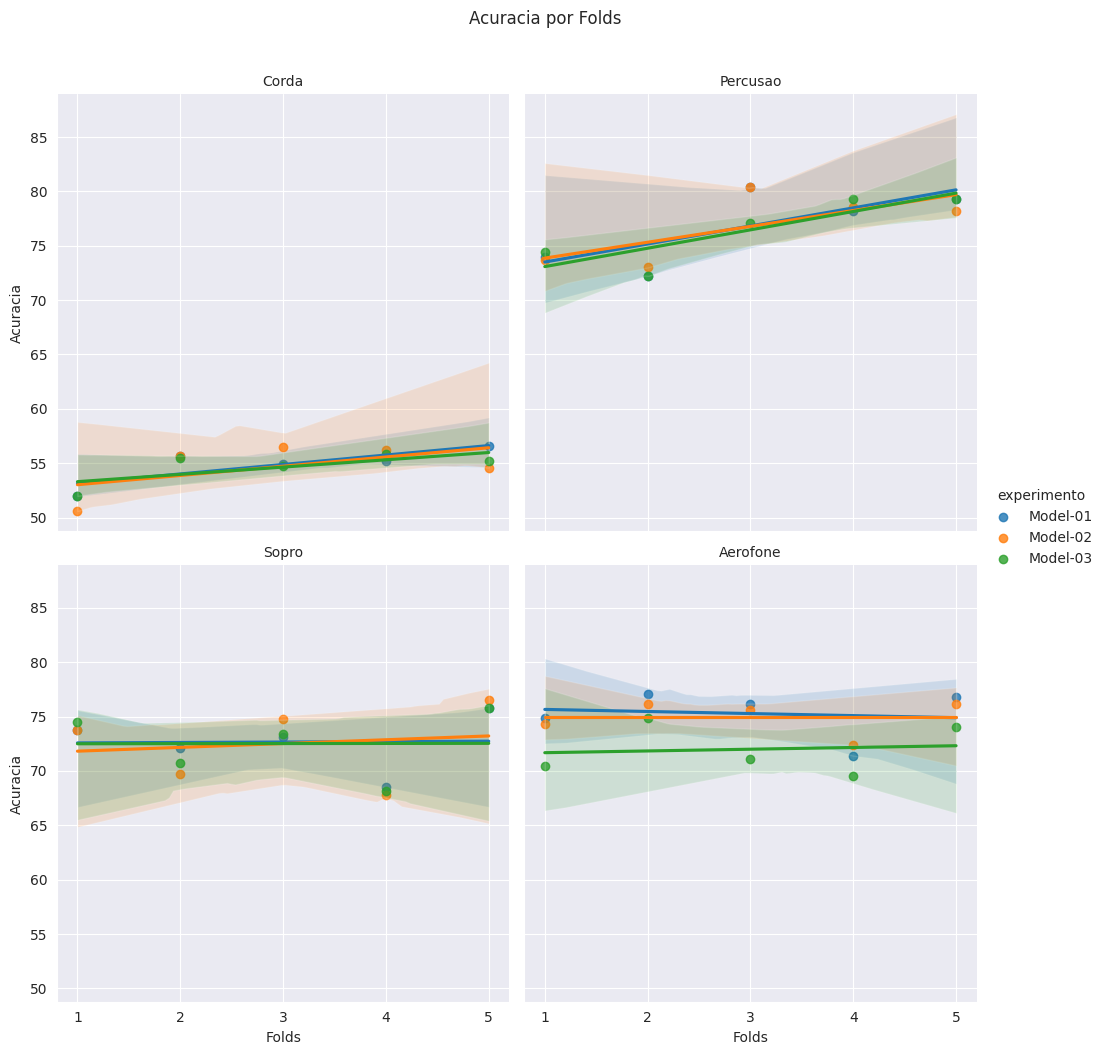 Acuracia por Folds
Corda
Percusao
85
80
75
70
65
60
55
50
Acuracia
Sopro
Aerofone
85
80
75
70
65
60
55
50
Acuracia
1 2 3 4 5
1 2 3 4 5
Folds
Folds
experimento
Model-01
Model-02
Model-03